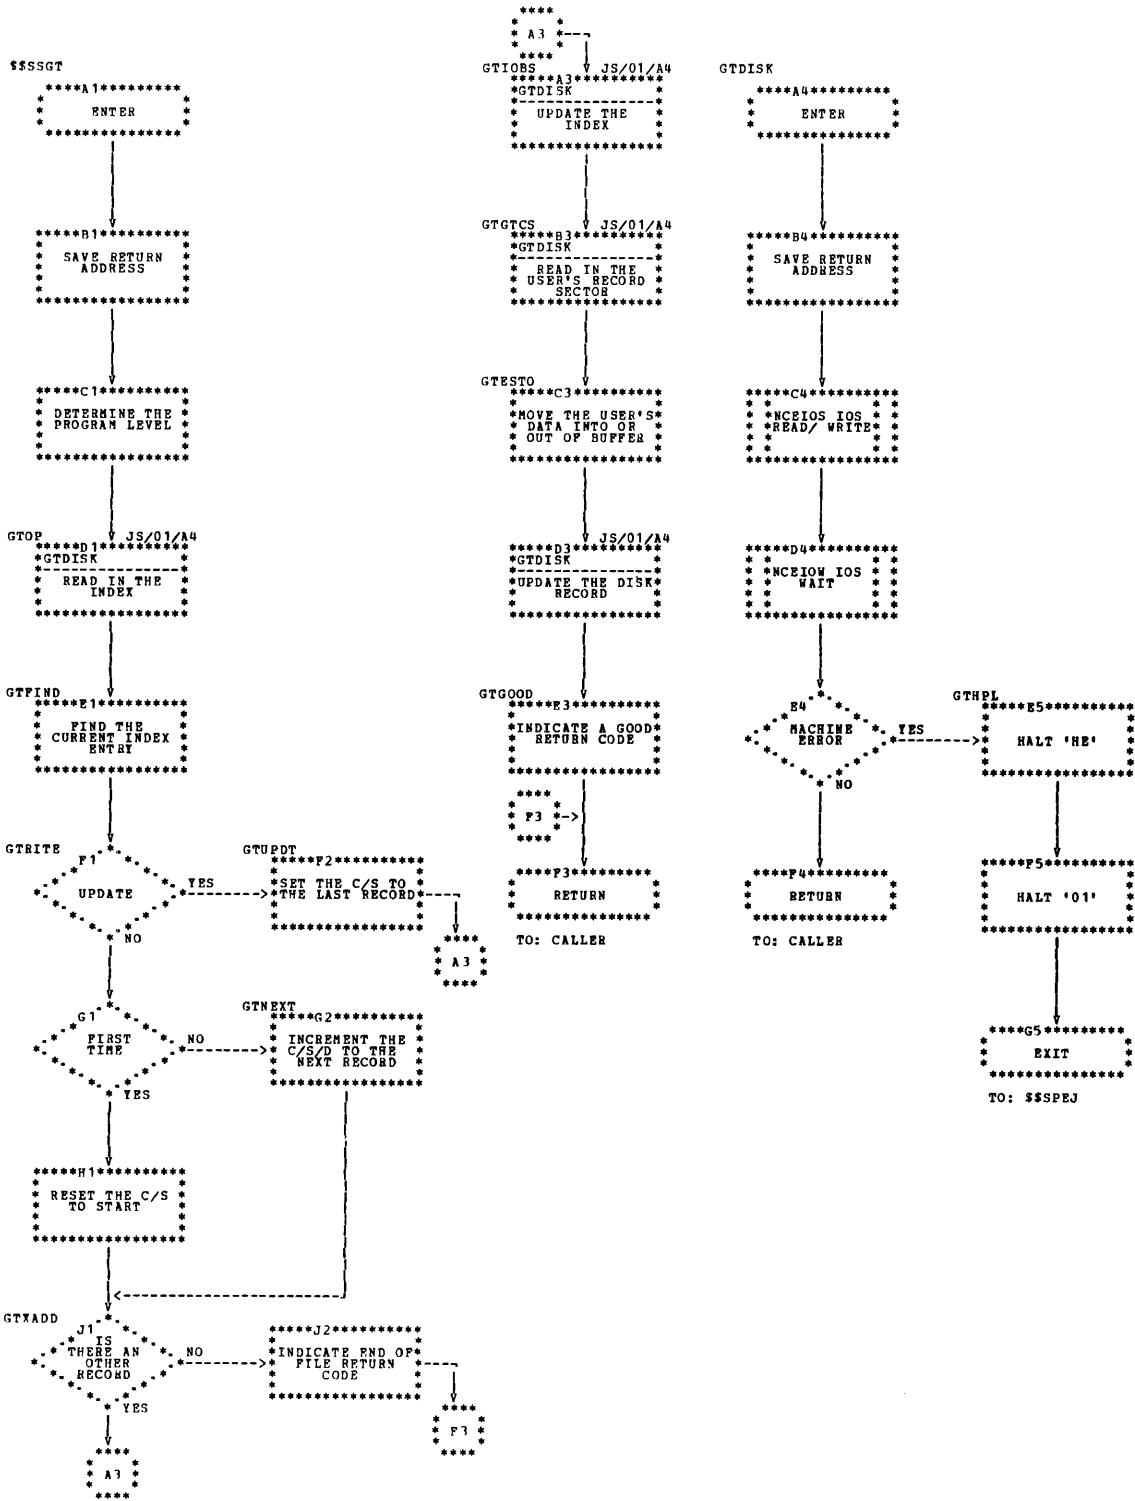 $$SSGT
A1
ENTER
B1
SAVE RETURN
ADDRESS
C1
DETERMINE THE
PROGRAM LEVEL
GTOP
JS/01/A4
D1
GTDISK
READ IN THE
INDEX
GTFIND
E1
FIND THE
CURRENT INDEX
ENTRY
GTRITE
F1
UPDATE
YES
NO
GTUPDT
F2
SET THE C/S TO
THE LAST RECORD
A3
G1
FIRST
TIME
NO
YES
GTNEXT
G2
INCREMENT THE
C/S/D TO THE
NEXT RECORD
H1
RESET THE C/S
TO START
GTXADD
J1
IS
THERE AN
OTHER
RECORD
NO
YES
J2
INDICATE END OF
FILE RETURN
CODE
F3
A3
A3
GTIOBS
JS/01/A4
A3
GTDISK
UPDATE THE
INDEX
GTGTCS
JS/01/A4
B3
GTDISK
READ IN THE
USER'S RECORD
SECTOR
GTESTO
C3
MOVE THE USER'S
DATA INTO OR
OUT OF BUFFER
JS/01/A4
D3
GTDISK
UPDATE THE DISK
RECORD
GTGOOD
E3
INDICATE A GOOD
RETURN CODE
F3
F3
RETURN
TO: CALLER
GTDISK
A4
ENTER
B4
SAVE RETURN
ADDRESS
C4
NCEIOS IOS
READ/ WRITE
D4
NCEIOW IOS
WAIT
E4
MACHINE
ERROR
YES
NO
F4
RETURN
TO: CALLER
GTHPL
E5
HALT 'HE'
F5
HALT '01'
G5
EXIT
TO: $$SPEJ